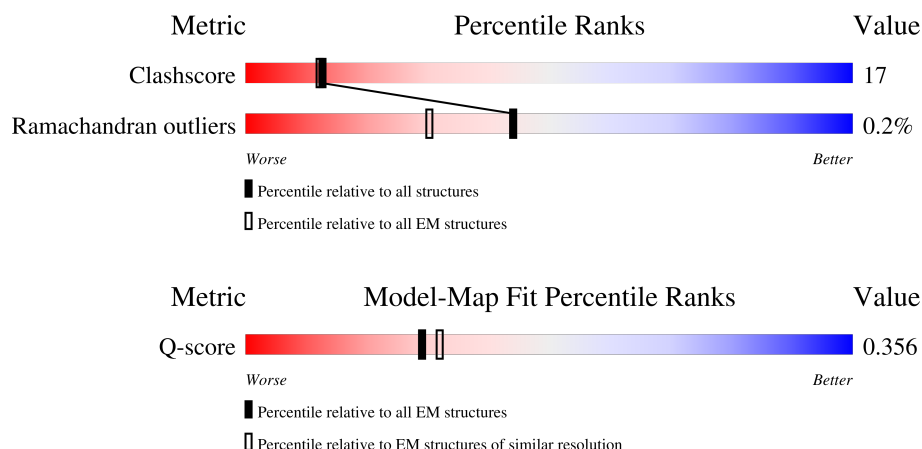 Metric Percentile Ranks Value
Clashscore 17
Ramachandran outliers 0.2%
Worse Better
Percentile relative to all structures
Percentile relative to all EM structures
Metric Model-Map Fit Percentile Ranks Value
Q-score 0.356
Worse Better
Percentile relative to all EM structures
Percentile relative to EM structures of similar resolution